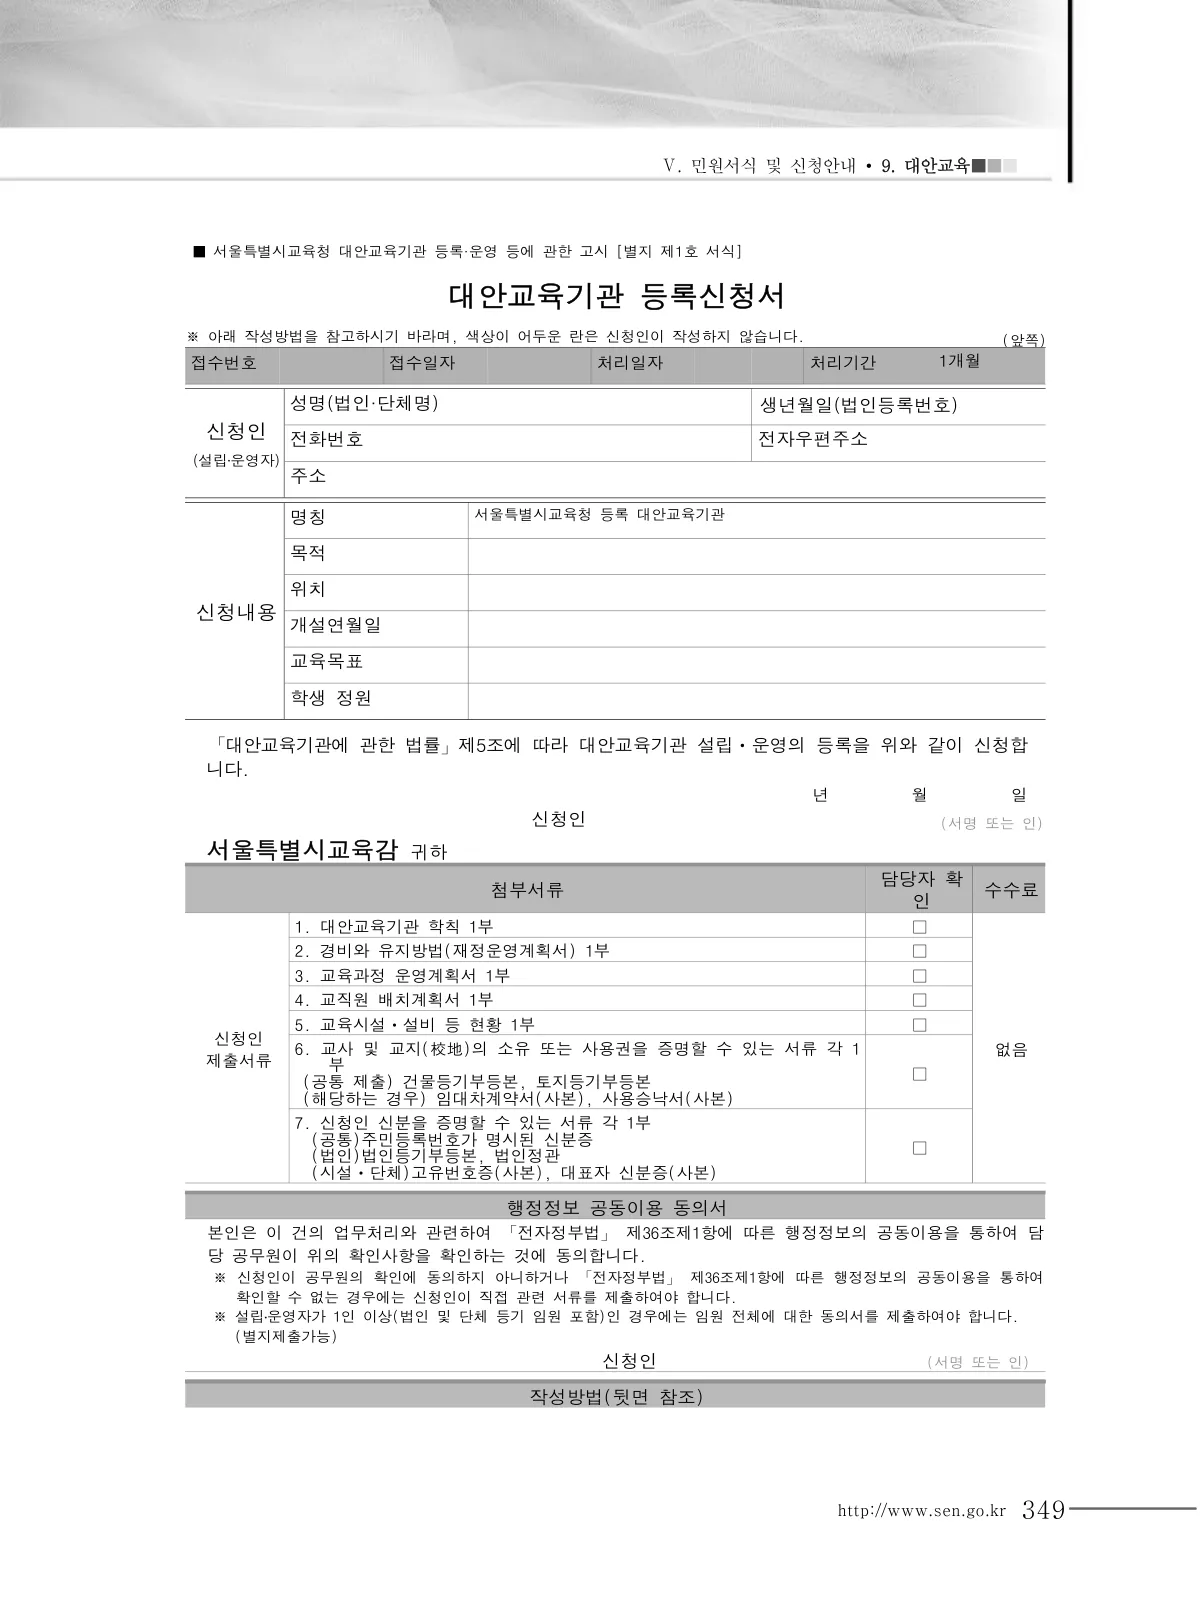 Ⅴ. 민원서식 및 신청안내 • 9. 대안교육■■■
■ 서울특별시교육청 대안교육기관 등록·운영 등에 관한 고시 [별지 제1호 서식]
대안교육기관 등록신청서
※ 아래 작성방법을 참고하시기 바라며, 색상이 어두운 란은 신청인이 작성하지 않습니다. (앞쪽)
접수번호 접수일자 처리일자 처리기간 1개월
신청인
(설립·운영자)
성명(법인·단체명) 생년월일(법인등록번호)
전화번호 전자우편주소
주소
신청내용
명칭 서울특별시교육청 등록 대안교육기관
목적
위치
개설연월일
교육목표
학생 정원
「대안교육기관에 관한 법률」제5조에 따라 대안교육기관 설립·운영의 등록을 위와 같이 신청합
니다.
년 월 일
신청인 (서명 또는 인)
서울특별시교육감 귀하
첨부서류 담당자 확 수수료
인
신청인
제출서류
1. 대안교육기관 학칙 1부 □
2. 경비와 유지방법(재정운영계획서) 1부 □
3. 교육과정 운영계획서 1부 □
4. 교직원 배치계획서 1부 □
5. 교육시설·설비 등 현황 1부 □
6. 교사 및 교지(校地)의 소유 또는 사용권을 증명할 수 있는 서류 각 1
부
(공통 제출) 건물등기부등본, 토지등기부등본 □
(해당하는 경우) 임대차계약서(사본), 사용승낙서(사본)
7. 신청인 신분을 증명할 수 있는 서류 각 1부
(공통)주민등록번호가 명시된 신분증
(법인)법인등기부등본, 법인정관 □
(시설·단체)고유번호증(사본), 대표자 신분증(사본)
없음
행정정보 공동이용 동의서
본인은 이 건의 업무처리와 관련하여 「전자정부법」 제36조제1항에 따른 행정정보의 공동이용을 통하여 담
당 공무원이 위의 확인사항을 확인하는 것에 동의합니다.
※ 신청인이 공무원의 확인에 동의하지 아니하거나 「전자정부법」 제36조제1항에 따른 행정정보의 공동이용을 통하여
확인할 수 없는 경우에는 신청인이 직접 관련 서류를 제출하여야 합니다.
※ 설립·운영자가 1인 이상(법인 및 단체 등기 임원 포함)인 경우에는 임원 전체에 대한 동의서를 제출하여야 합니다.
(별지제출가능)
신청인 (서명 또는 인)
작성방법(뒷면 참조)
http://www.sen.go.kr 349